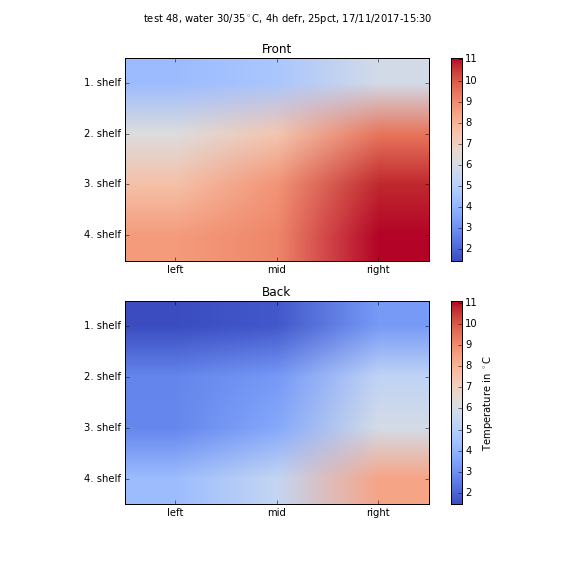 test 48, water 30/35°C, 4h defr, 25pct, 17/11/2017-15:30
Front
1. shelf
2. shelf
3. shelf
4. shelf
left mid right
11
10
9
8
7
6
5
4
3
2
Back
1. shelf
2. shelf
3. shelf
4. shelf
left mid right
11
10
9
8
7
6
5
4
3
2
Temperature in °C